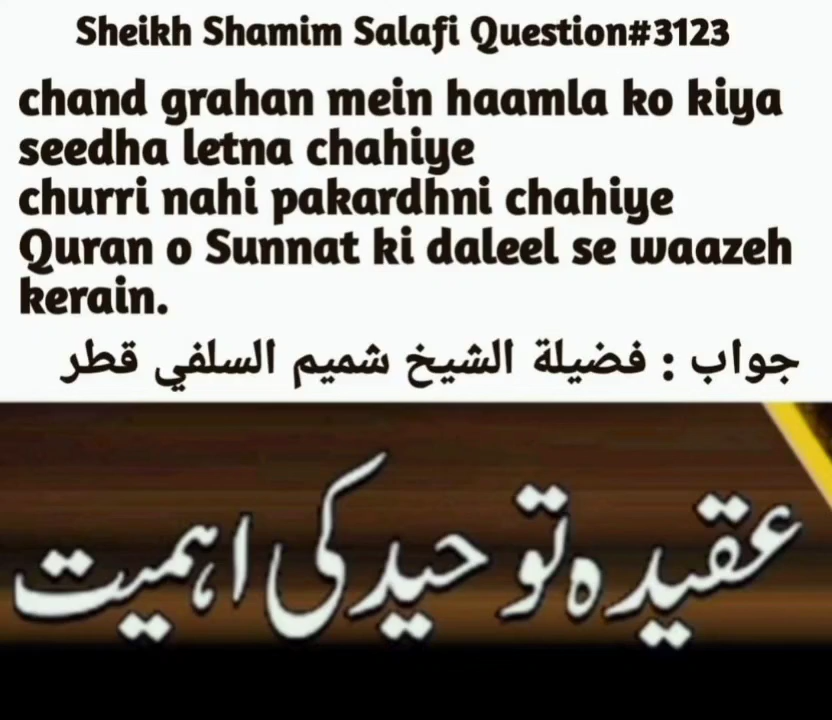 Sheikh Shamim Salafi Question#3123
chand grahan mein haamla ko kiya
seedha letna chahiye
churri nahi pakardhni chahiye
Quran o Sunnat ki daleel se waazeh
kerain.
جواب : فضيلة الشيخ شميم السلفي قطر
عقیدہ توحید کی اہمیت